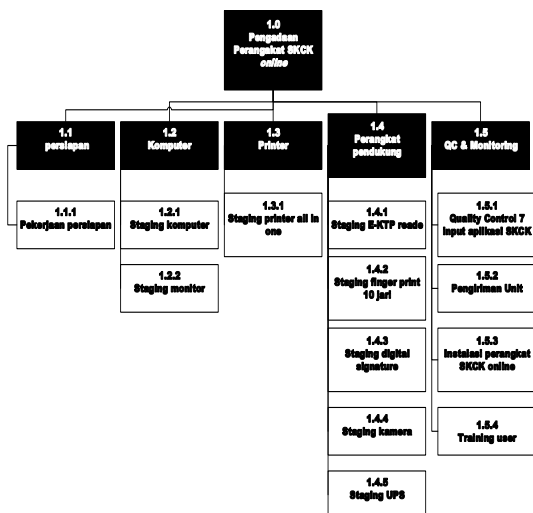 1.0
Pengadaan
Perangakat SKCK
online
1.1
persiapan
1.2
Komputer
1.3
Printer
1.4
Perangkat
pendukung
1.5
QC & Monitoring
1.1.1
Pekerjaan persiapan
1.2.1
Staging komputer
1.2.2
Staging monitor
1.3.1
Staging printer all in
one
1.4.1
Staging E-KTP reade
1.4.2
Staging finger print
10 jari
1.4.3
Staging digital
signature
1.4.4
Staging kamera
1.4.5
Staging UPS
1.5.1
Quality Control 7
input aplikasi SKCK
1.5.2
Pengiriman Unit
1.5.3
Instalasi perangkat
SKCK online
1.5.4
Training user